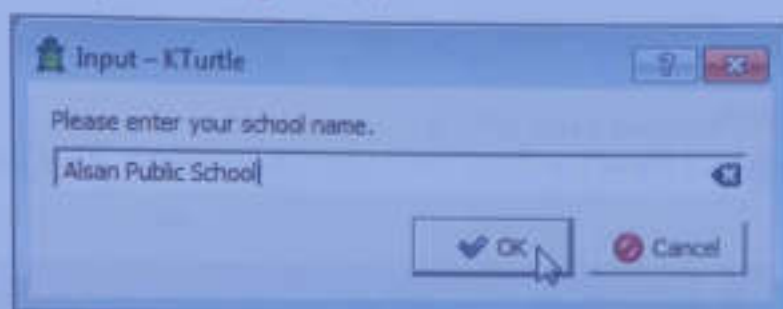 Input – KTurtle
Please enter your school name.
Alsan Public School
OK
Cancel